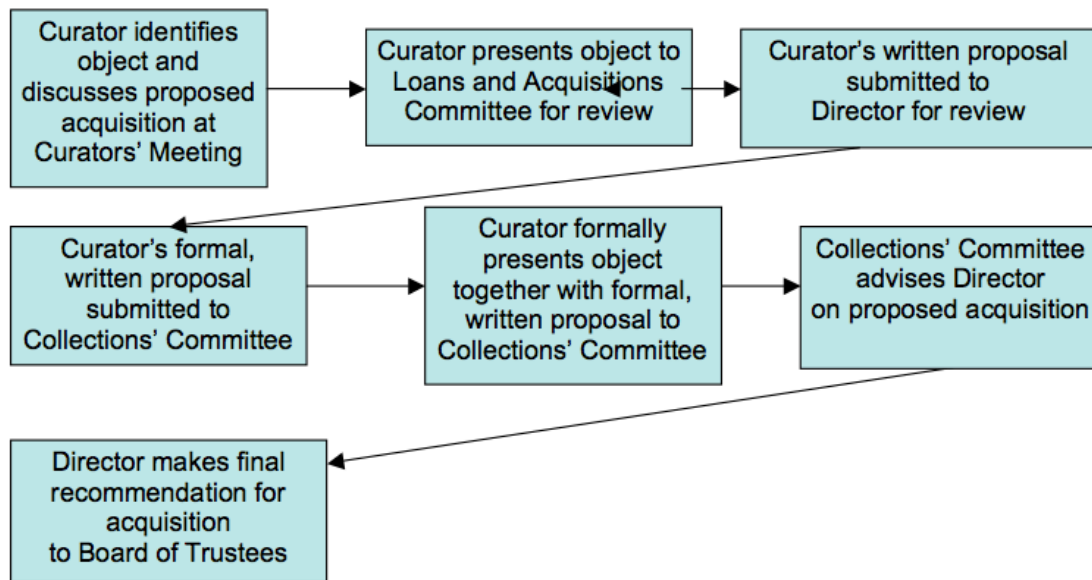 Curator identifies
object and
discusses proposed
acquisition at
Curators' Meeting
Curator presents object to
Loans and Acquisitions
Committee for review
Curator's written proposal
submitted to
Director for review
Curator's formal,
written proposal
submitted to
Collections' Committee
Curator formally
presents object
together with formal,
written proposal to
Collections' Committee
Collections' Committee
advises Director
on proposed acquisition
Director makes final
recommendation for
acquisition
to Board of Trustees